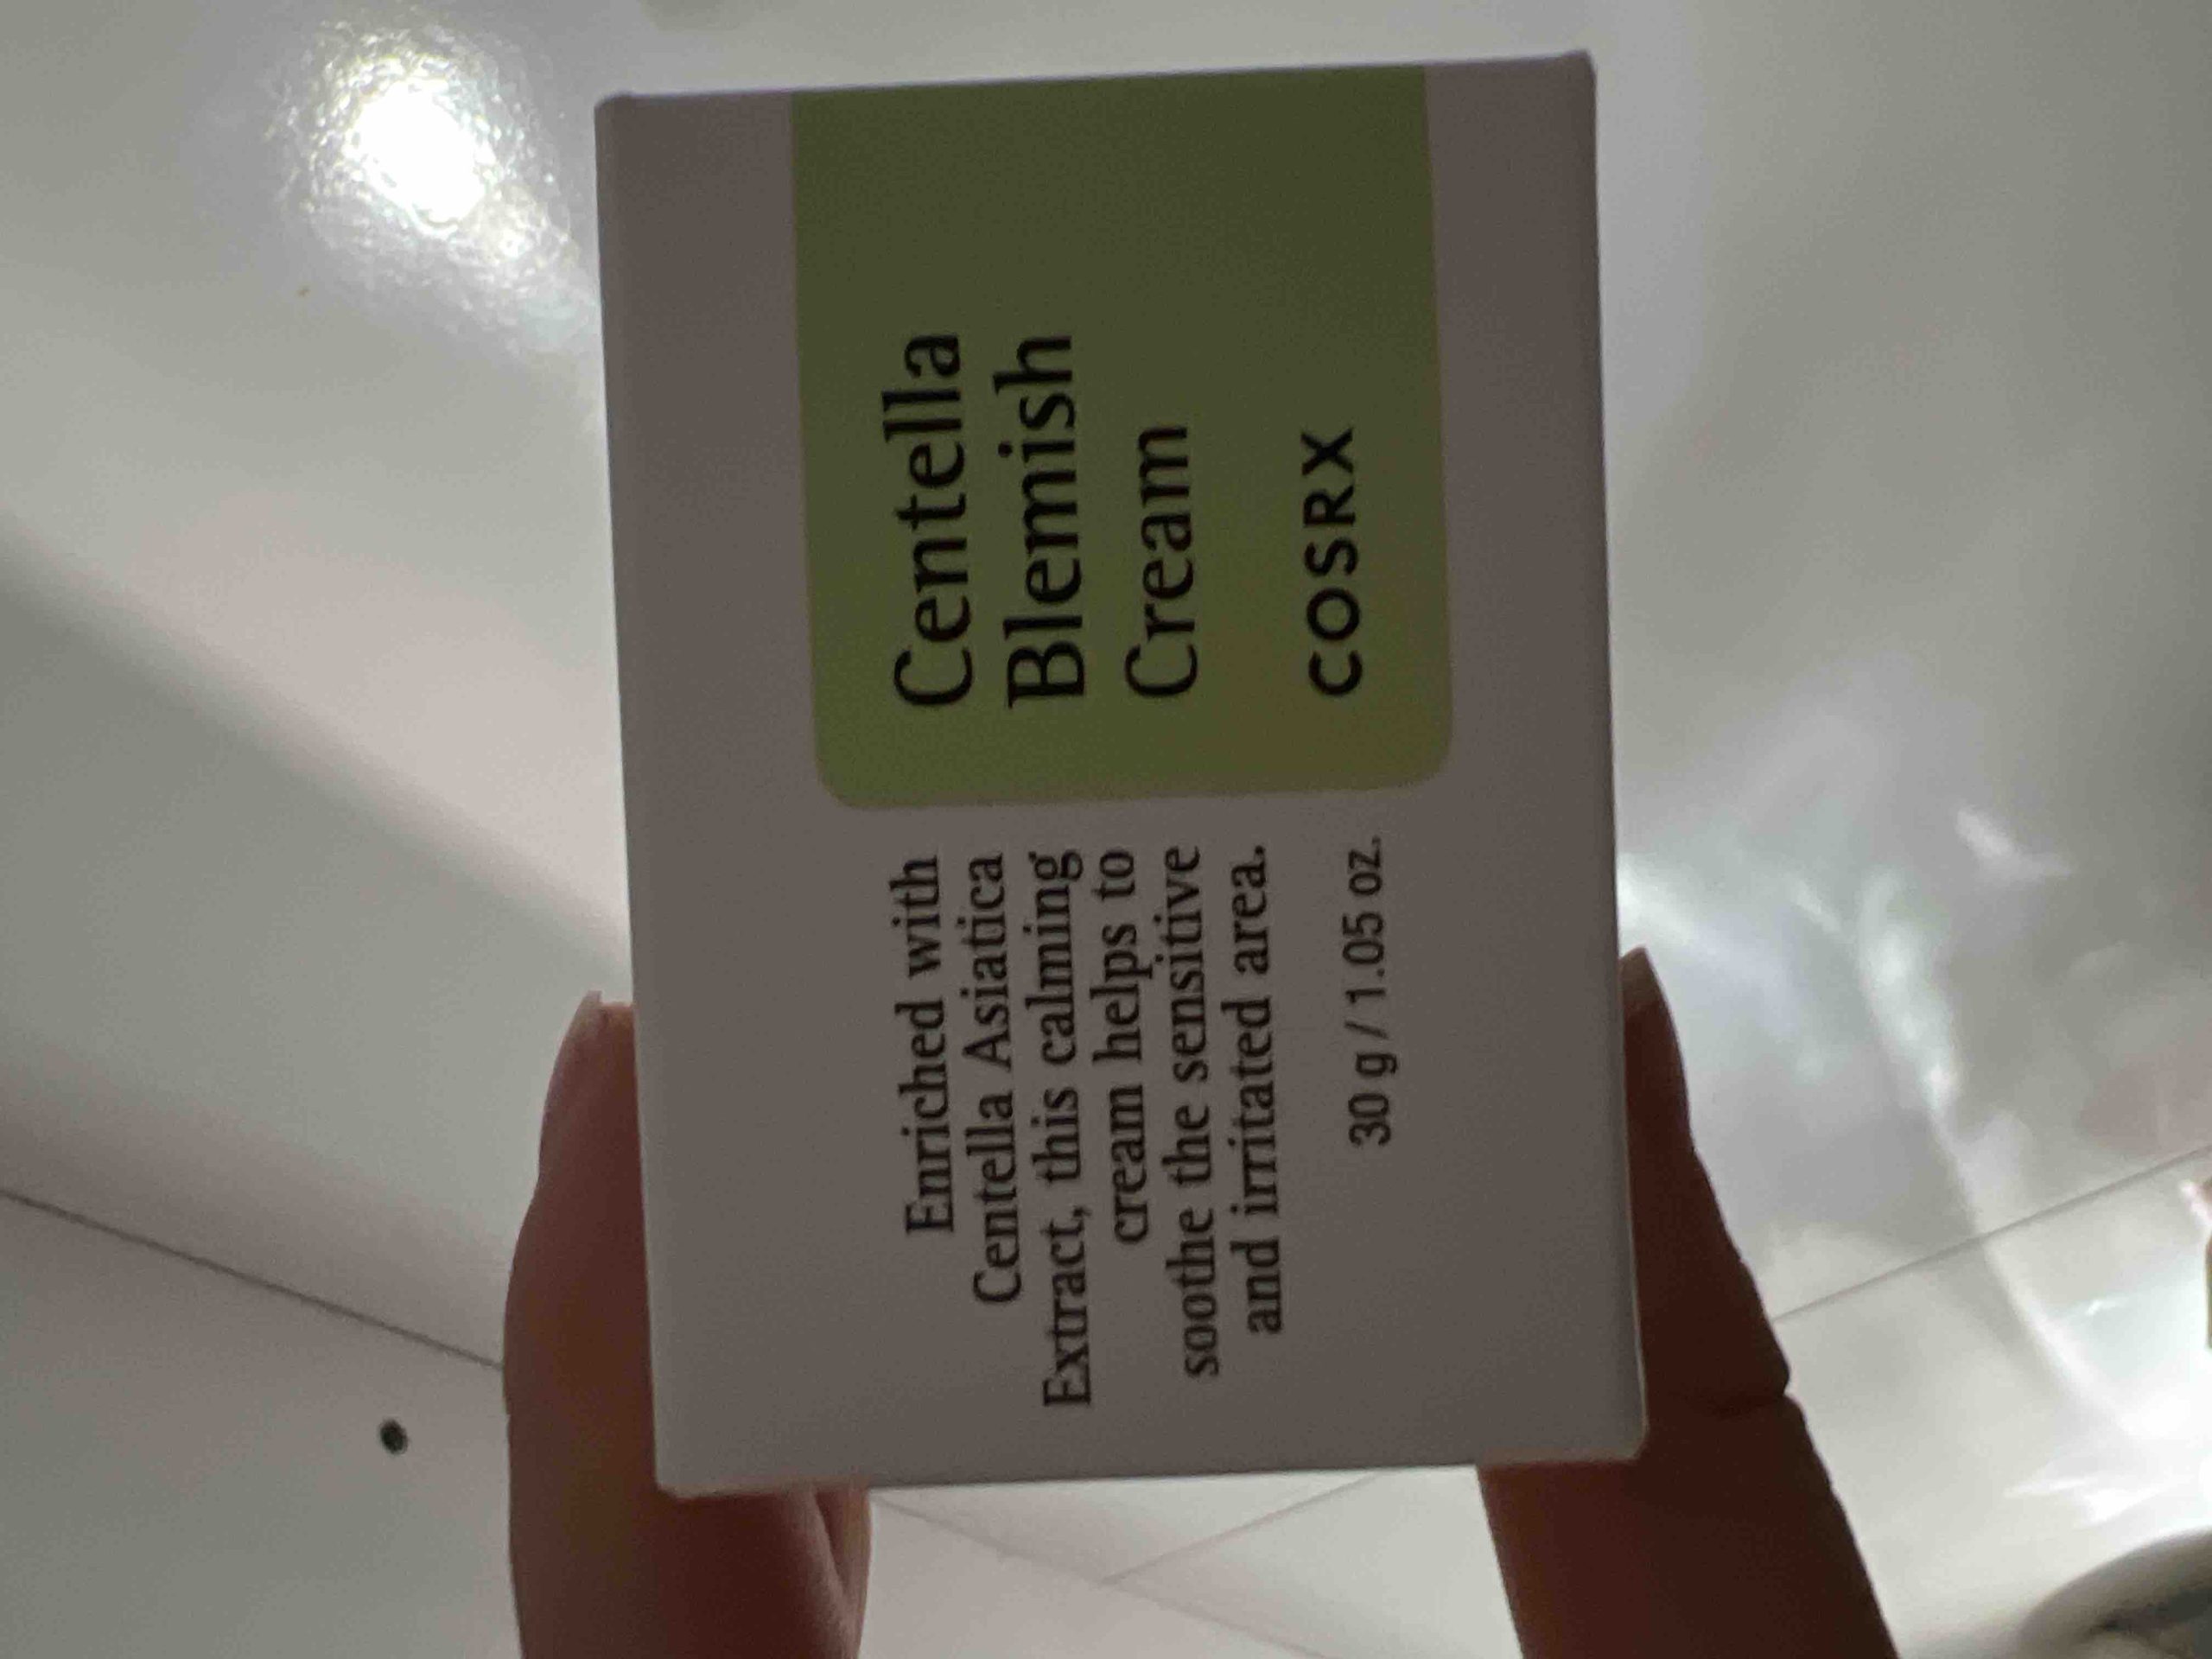 Centella
Blemish
Cream
COSRX
Enriched with
Centella Asiatica
Extract, this calming
cream helps to
soothe the sensitive
and irritated area.
30 g / 1.05 oz.